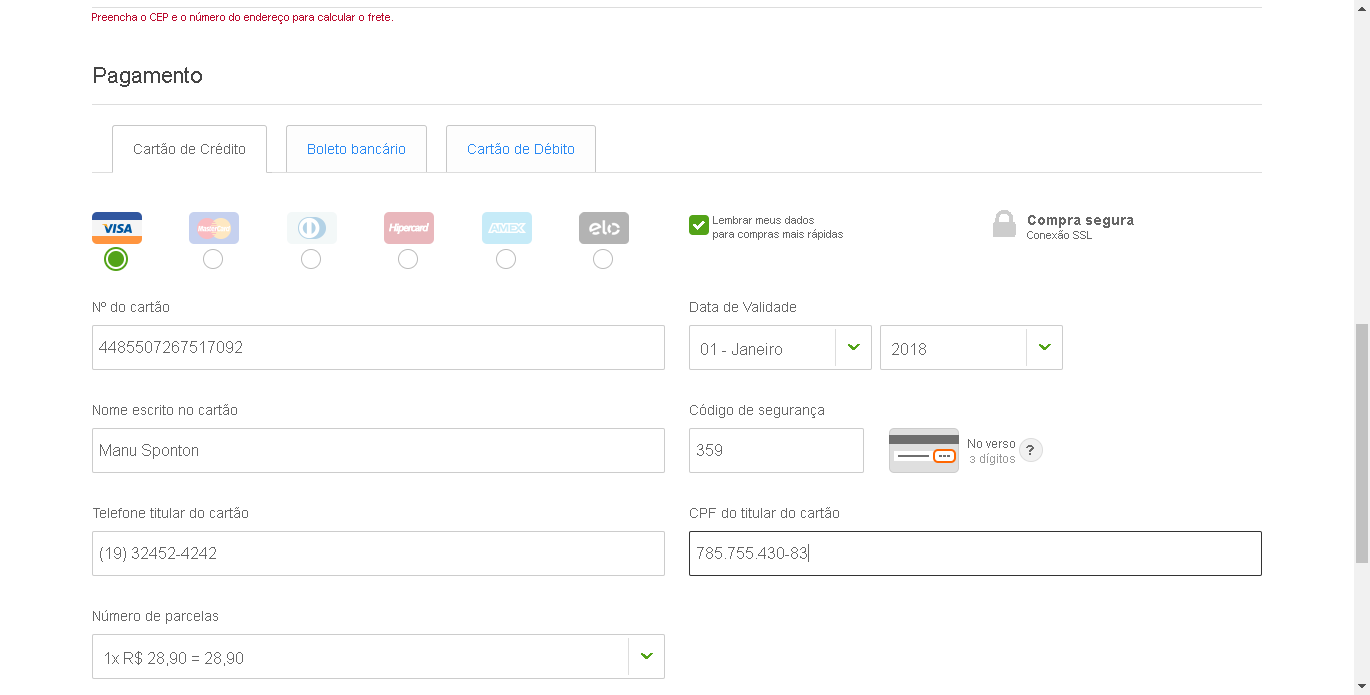 Preencha o CEP e o número do endereço para calcular o frete.
Pagamento
Cartão de Crédito Boleto bancário Cartão de Débito
VISA MasterCard Hipercard AMEX elo
Lembrar meus dados
para compras mais rápidas
Compra segura
Conexão SSL
Nº do cartão
4485507267517092
Data de Validade
01 - Janeiro 2018
Nome escrito no cartão
Manu Sponton
Código de segurança
359
No verso
3 dígitos
?
Telefone titular do cartão
(19) 32452-4242
CPF do titular do cartão
785.755.430-83
Número de parcelas
1x R$ 28,90 = 28,90